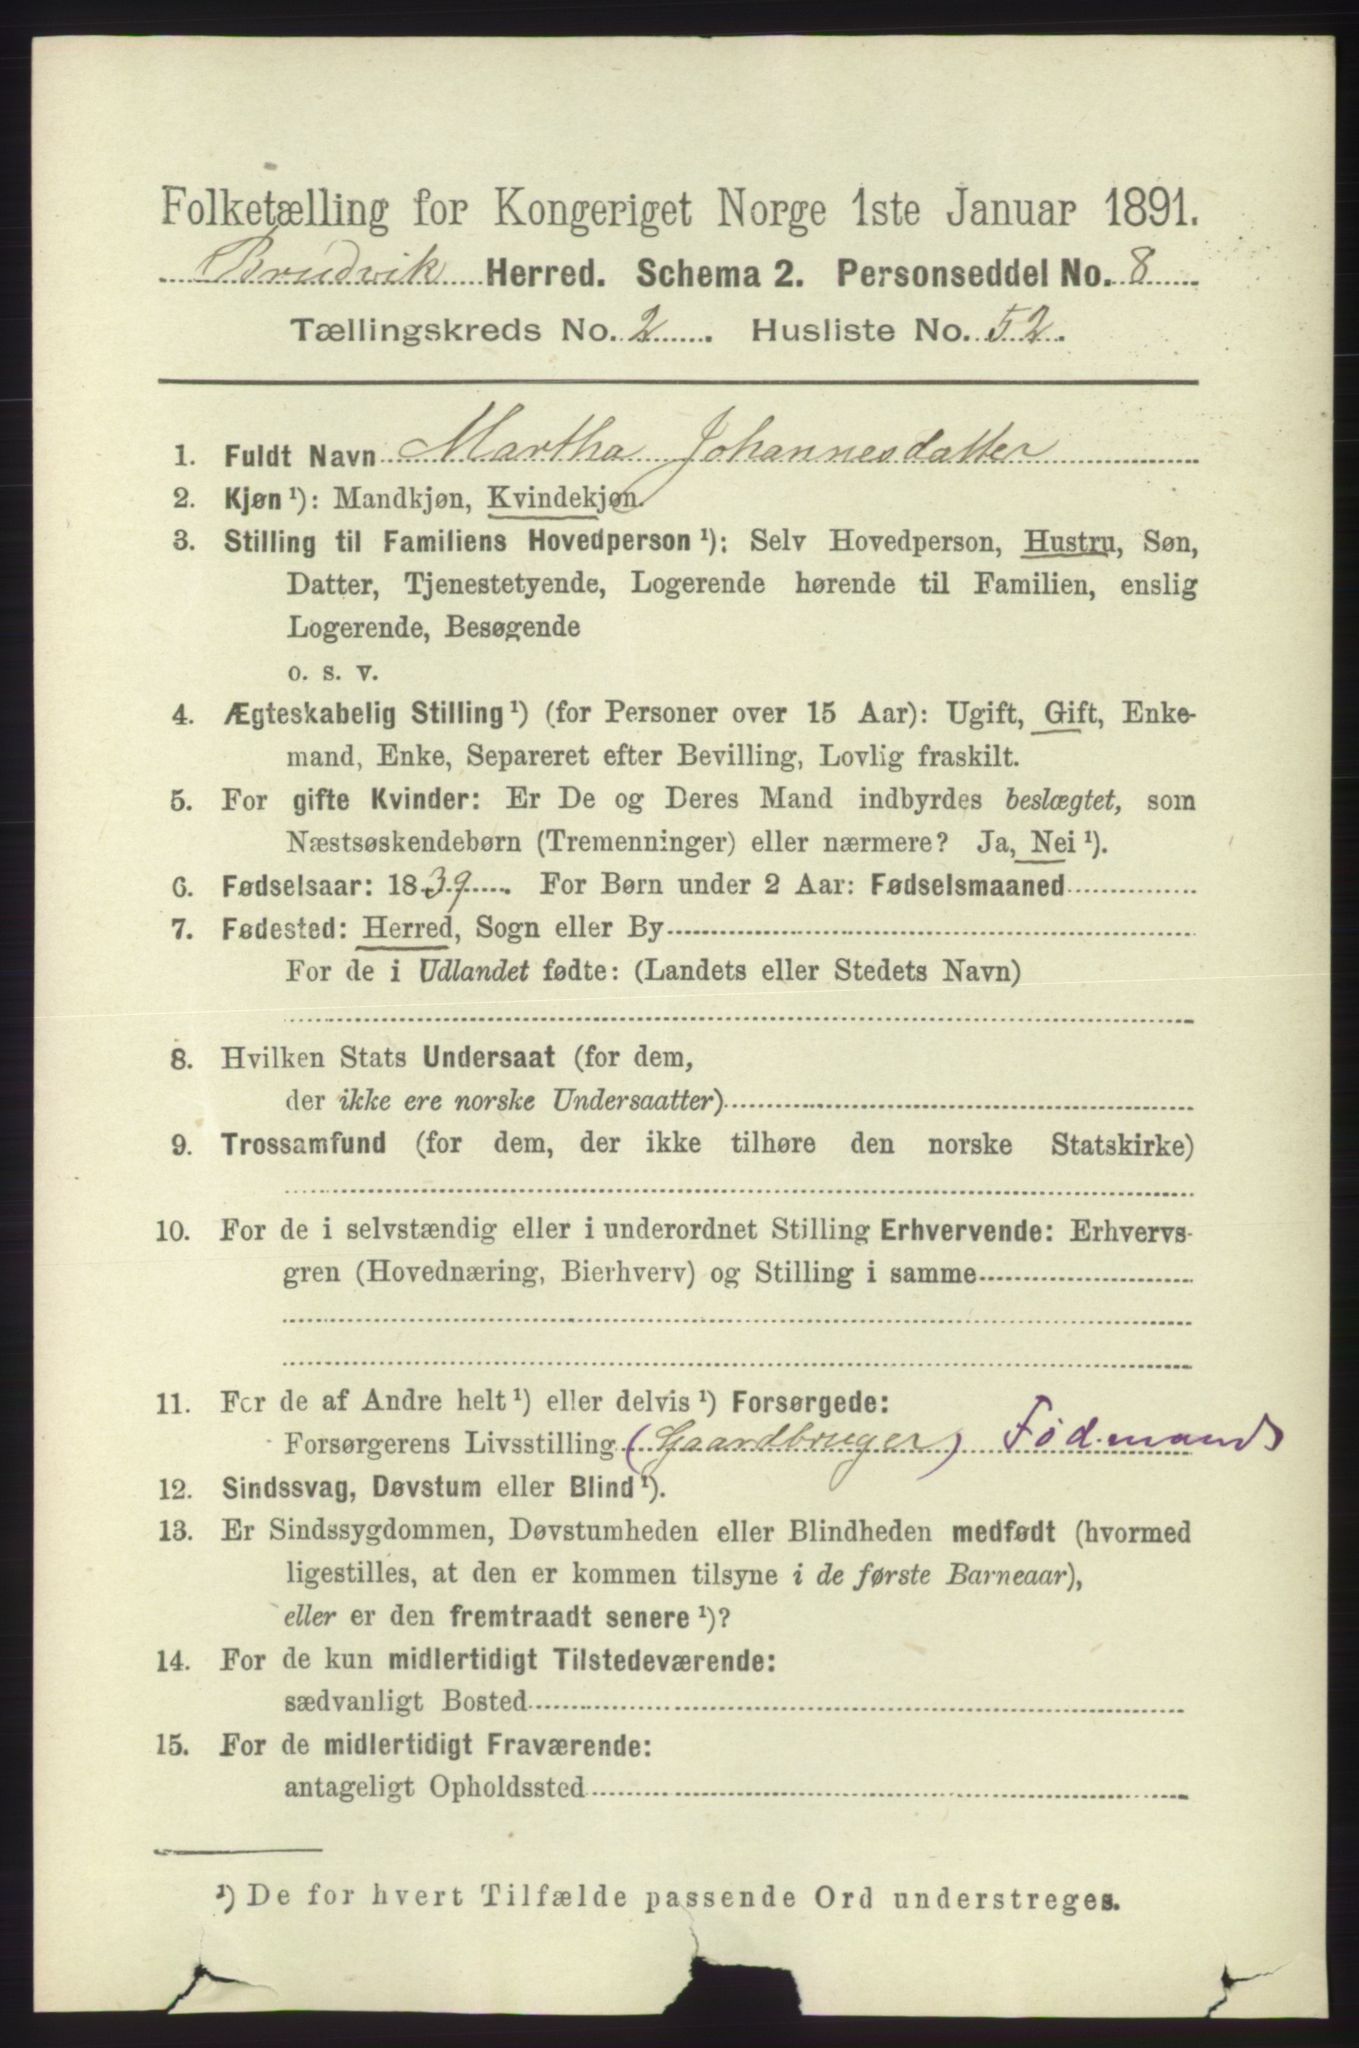 Folketælling for Kongeriget Norge 1ste Januar 1891.
Brudvik Herred. Schema 2. Personseddel No. 8
Tællingskreds No. 2. Husliste No. 52.
1. Fuldt Navn Martha Johannesdatter
2. Kjøn ¹): Mandkjøn, Kvindekjøn.
3. Stilling til Familiens Hovedperson ¹): Selv Hovedperson, Hustru, Søn,
Datter, Tjenestetyende, Logerende hørende til Familien, enslig
Logerende, Besøgende
o. s. v.
4. Ægteskabelig Stilling ¹) (for Personer over 15 Aar): Ugift, Gift, Enke-
mand, Enke, Separeret efter Bevilling, Lovlig fraskilt.
5. For gifte Kvinder: Er De og Deres Mand indbyrdes beslægtet, som
Næstsøskendebørn (Tremenninger) eller nærmere? Ja, Nei ¹).
6. Fødselsaar: 1839. For Børn under 2 Aar: Fødselsmaaned
7. Fødested: Herred, Sogn eller By
For de i Udlandet fødte: (Landets eller Stedets Navn)
8. Hvilken Stats Undersaat (for dem,
der ikke ere norske Undersaatter)
9. Trossamfund (for dem, der ikke tilhøre den norske Statskirke)
10. For de i selvstændig eller i underordnet Stilling Erhvervende: Erhvervs-
gren (Hovednæring, Bierhverv) og Stilling i samme
11. For de af Andre helt ¹) eller delvis ¹) Forsørgede:
Forsørgerens Livsstilling (Gaardbruger) Fødmands
12. Sindssvag, Døvstum eller Blind ¹).
13. Er Sindssygdommen, Døvstumheden eller Blindheden medfødt (hvormed
ligestilles, at den er kommen tilsyne i de første Barneaar),
eller er den fremtraadt senere ¹)?
14. For de kun midlertidigt Tilstedeværende:
sædvanligt Bosted
15. For de midlertidigt Fraværende:
antageligt Opholdssted
¹) De for hvert Tilfælde passende Ord understreges.